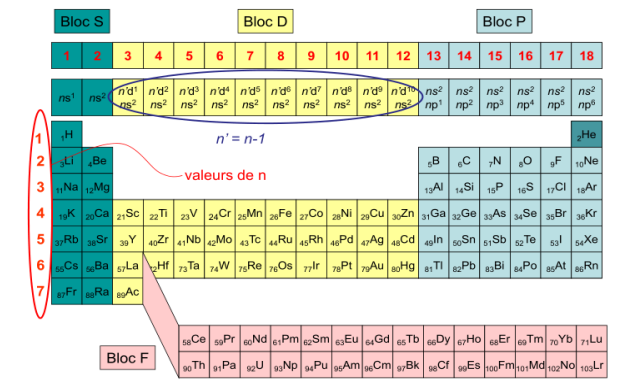 Bloc S Bloc D Bloc P
1 2 3 4 5 6 7 8 9 10 11 12 13 14 15 16 17 18
ns¹ ns² n'd¹ n'd² n'd³ n'd⁴ n'd⁵ n'd⁶ n'd⁷ n'd⁸ n'd⁹ n'd¹⁰ ns² ns² ns² ns² ns² ns²
ns² ns² ns² ns² ns² ns² ns² ns² ns² ns² np¹ np² np³ np⁴ np⁵ np⁶
1 ₁H n' = n-1 ₂He
2 ₃Li ₄Be ₅B ₆C ₇N ₈O ₉F ₁₀Ne
valeurs de n
3 ₁₁Na ₁₂Mg ₁₃Al ₁₄Si ₁₅P ₁₆S ₁₇Cl ₁₈Ar
4 ₁₉K ₂₀Ca ₂₁Sc ₂₂Ti ₂₃V ₂₄Cr ₂₅Mn ₂₆Fe ₂₇Co ₂₈Ni ₂₉Cu ₃₀Zn ₃₁Ga ₃₂Ge ₃₃As ₃₄Se ₃₅Br ₃₆Kr
5 ₃₇Rb ₃₈Sr ₃₉Y ₄₀Zr ₄₁Nb ₄₂Mo ₄₃Tc ₄₄Ru ₄₅Rh ₄₆Pd ₄₇Ag ₄₈Cd ₄₉In ₅₀Sn ₅₁Sb ₅₂Te ₅₃I ₅₄Xe
6 ₅₅Cs ₅₆Ba ₅₇La ₇₂Hf ₇₃Ta ₇₄W ₇₅Re ₇₆Os ₇₇Ir ₇₈Pt ₇₉Au ₈₀Hg ₈₁Tl ₈₂Pb ₈₃Bi ₈₄Po ₈₅At ₈₆Rn
7 ₈₇Fr ₈₈Ra ₈₉Ac
₅₈Ce ₅₉Pr ₆₀Nd ₆₁Pm ₆₂Sm ₆₃Eu ₆₄Gd ₆₅Tb ₆₆Dy ₆₇Ho ₆₈Er ₆₉Tm ₇₀Yb ₷₁Lu
Bloc F ₉₀Th ₉₁Pa ₉₂U ₉₃Np ₉₄Pu ₉₅Am ₉₆Cm ₉₇Bk ₉₈Cf ₉₉Es ₁₀₀Fm ₁₀₁Md ₁₀₂No ₁₀₃Lr